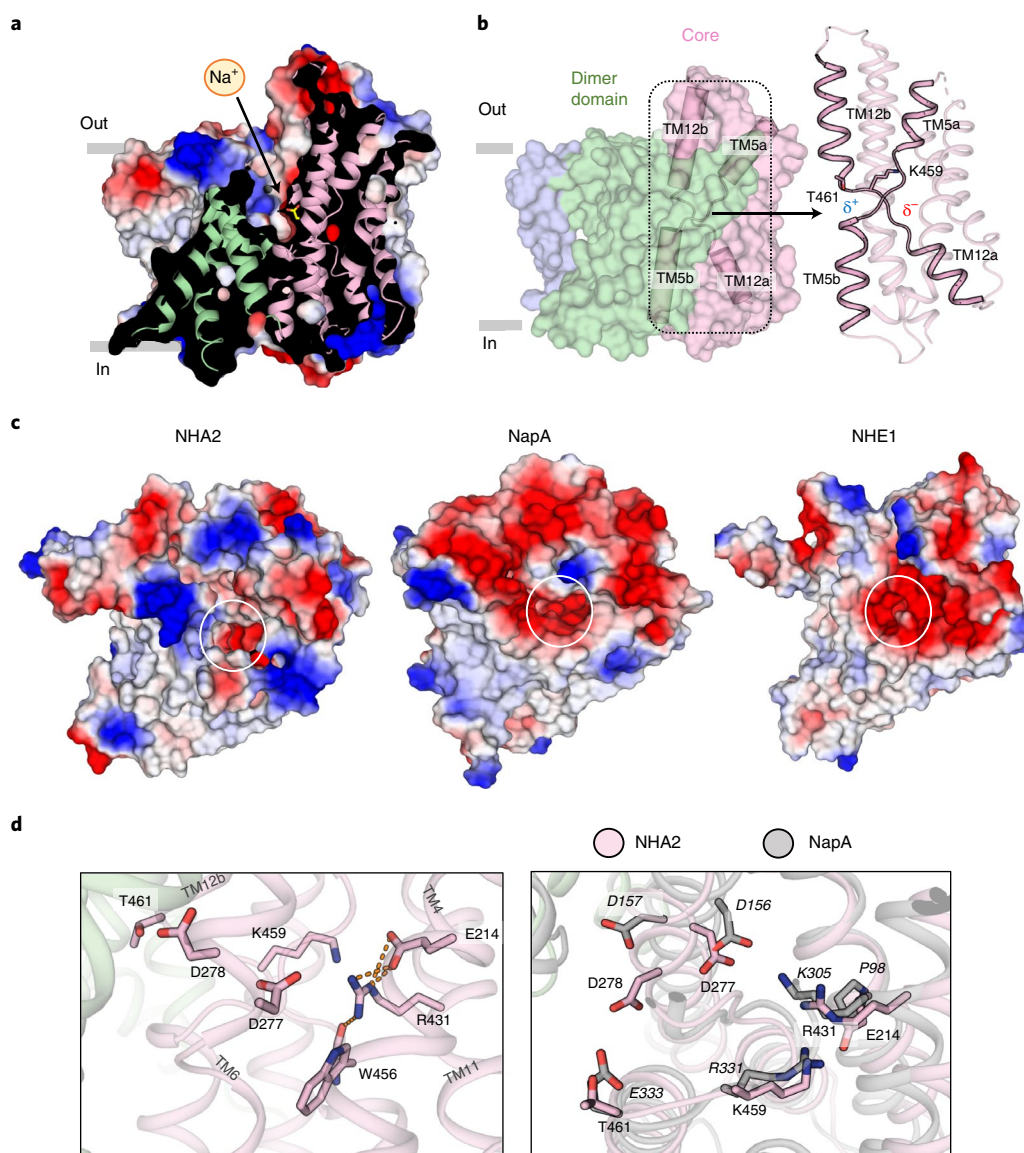 a
Na+
Out
In
b
Core
Dimer
domain
Out
In
TM12b
TM5a
TM5b
TM12a
TM12b
TM5a
K459
T461
δ+
δ−
TM5b
TM12a
c
NHA2
NapA
NHE1
d
NHA2
NapA
T461
TM12b
TM4
K459
E214
D278
D277
R431
TM6
W456
TM11
D157
D156
D278
D277
K305
P98
R431
E214
R331
E333
K459
T461